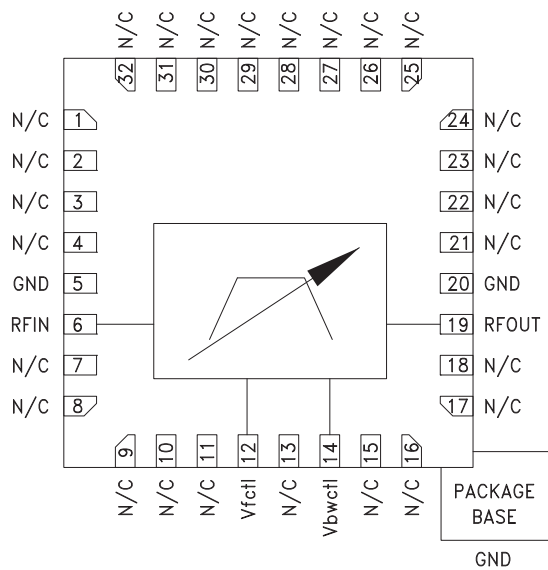 N/C N/C N/C N/C N/C N/C N/C N/C
32 31 30 29 28 27 26 25
N/C 1
N/C 2
N/C 3
N/C 4
GND 5
RFIN 6
N/C 7
N/C 8
24 N/C
23 N/C
22 N/C
21 N/C
20 GND
19 RFOUT
18 N/C
17 N/C
9 10 11 12 13 14 15 16
N/C N/C N/C Vfctl N/C Vbwctl N/C N/C
PACKAGE
BASE
GND